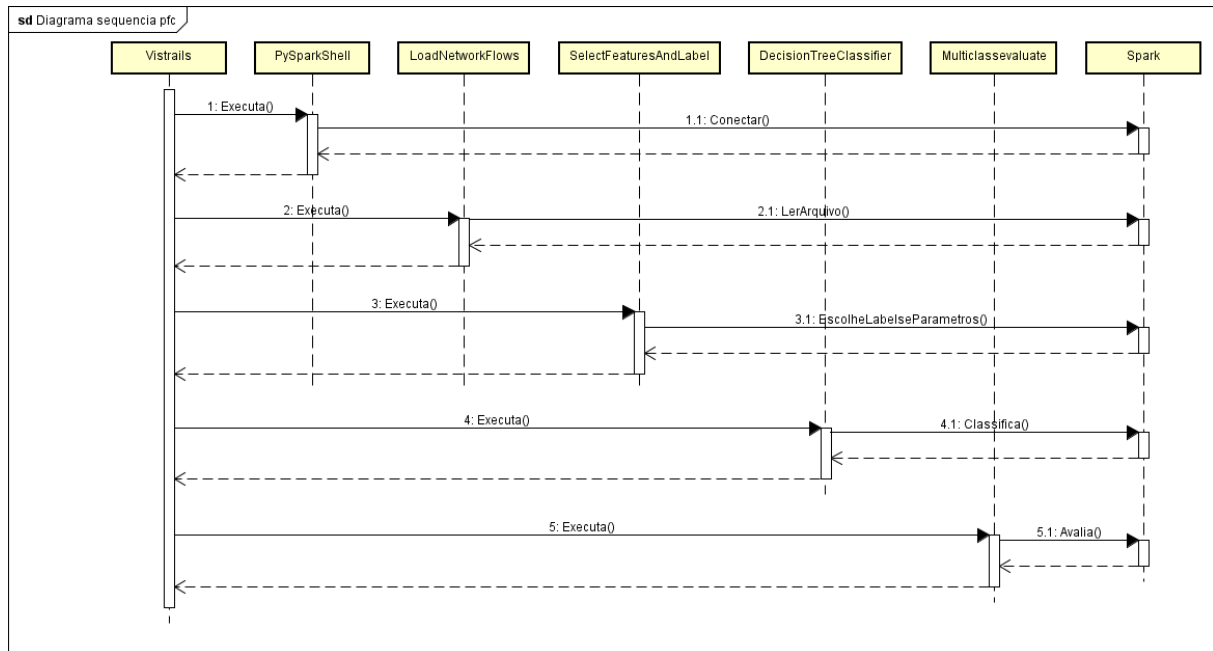 sd Diagrama sequencia pfc
Vistrails
PySparkShell
LoadNetworkFlows
SelectFeaturesAndLabel
DecisionTreeClassifier
Multiclassevaluate
Spark
1: Executa()
1.1: Conectar()
2: Executa()
2.1: LerArquivo()
3: Executa()
3.1: EscolheLabelseParametros()
4: Executa()
4.1: Classifica()
5: Executa()
5.1: Avalia()